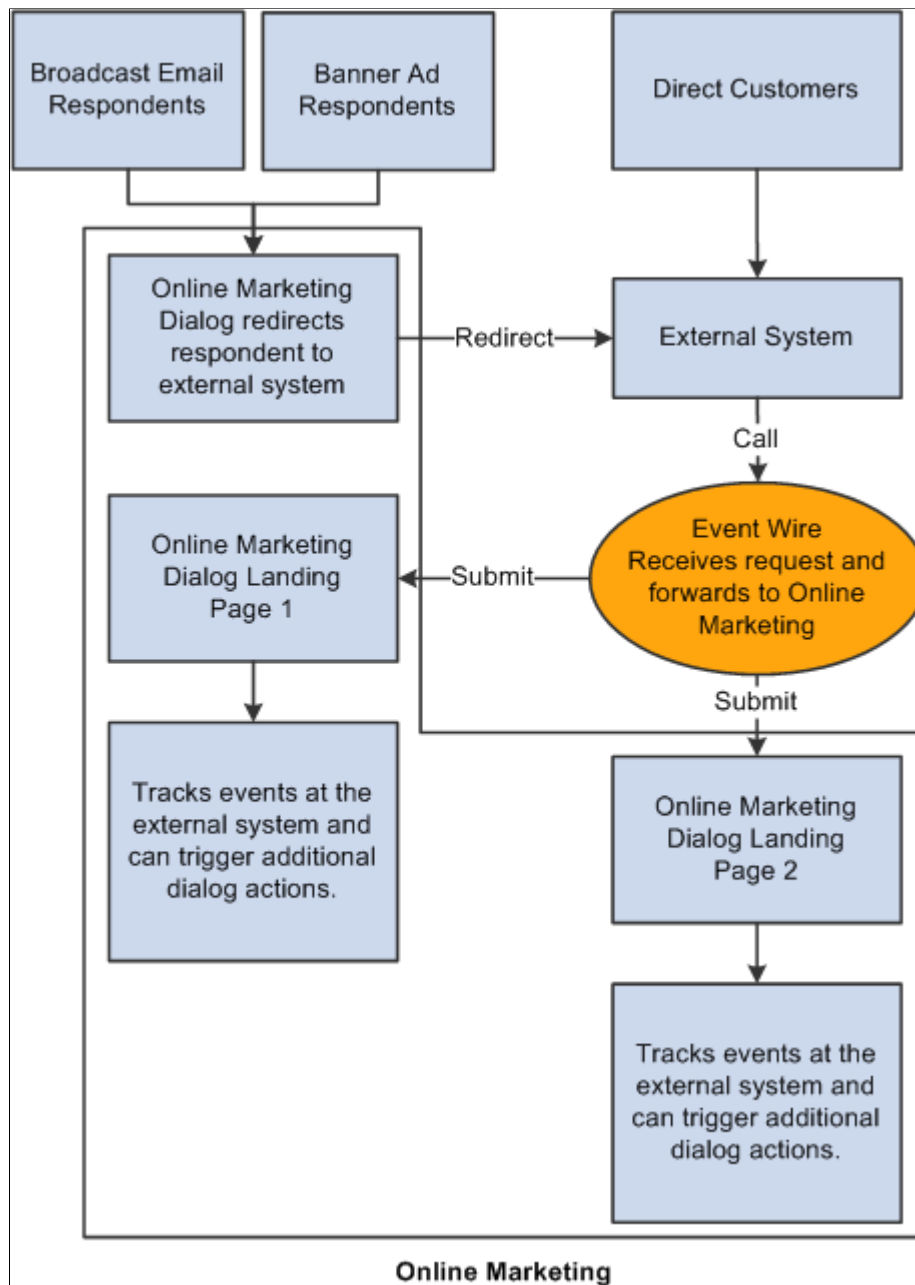 Broadcast Email
Respondents
Banner Ad
Respondents
Direct Customers
Online Marketing
Dialog redirects
respondent to
external system
Redirect
External System
Call
Event Wire
Receives request and
forwards to Online
Marketing
Submit
Online Marketing
Dialog Landing
Page 1
Submit
Tracks events at the
external system and
can trigger additional
dialog actions.
Online Marketing
Dialog Landing
Page 2
Tracks events at the
external system and
can trigger additional
dialog actions.
Online Marketing